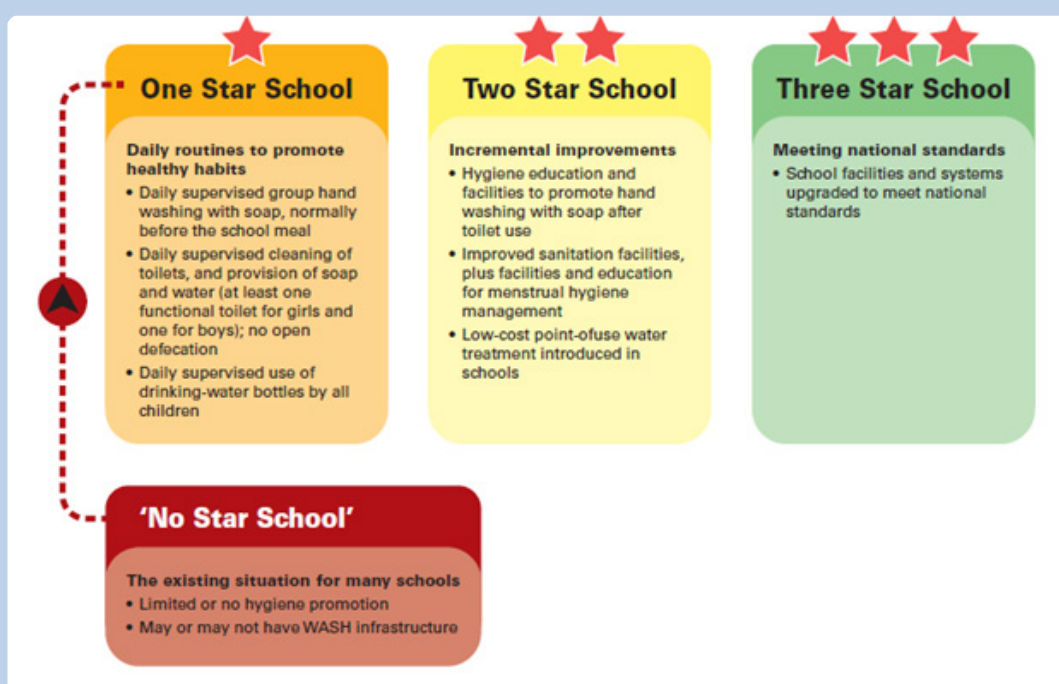 One Star School
Daily routines to promote
healthy habits
• Daily supervised group hand
washing with soap, normally
before the school meal
• Daily supervised cleaning of
toilets, and provision of soap
and water (at least one
functional toilet for girls and
one for boys); no open
defecation
• Daily supervised use of
drinking-water bottles by all
children
Two Star School
Incremental improvements
• Hygiene education and
facilities to promote hand
washing with soap after
toilet use
• Improved sanitation facilities,
plus facilities and education
for menstrual hygiene
management
• Low-cost point-ofuse water
treatment introduced in
schools
Three Star School
Meeting national standards
• School facilities and systems
upgraded to meet national
standards
'No Star School'
The existing situation for many schools
• Limited or no hygiene promotion
• May or may not have WASH infrastructure